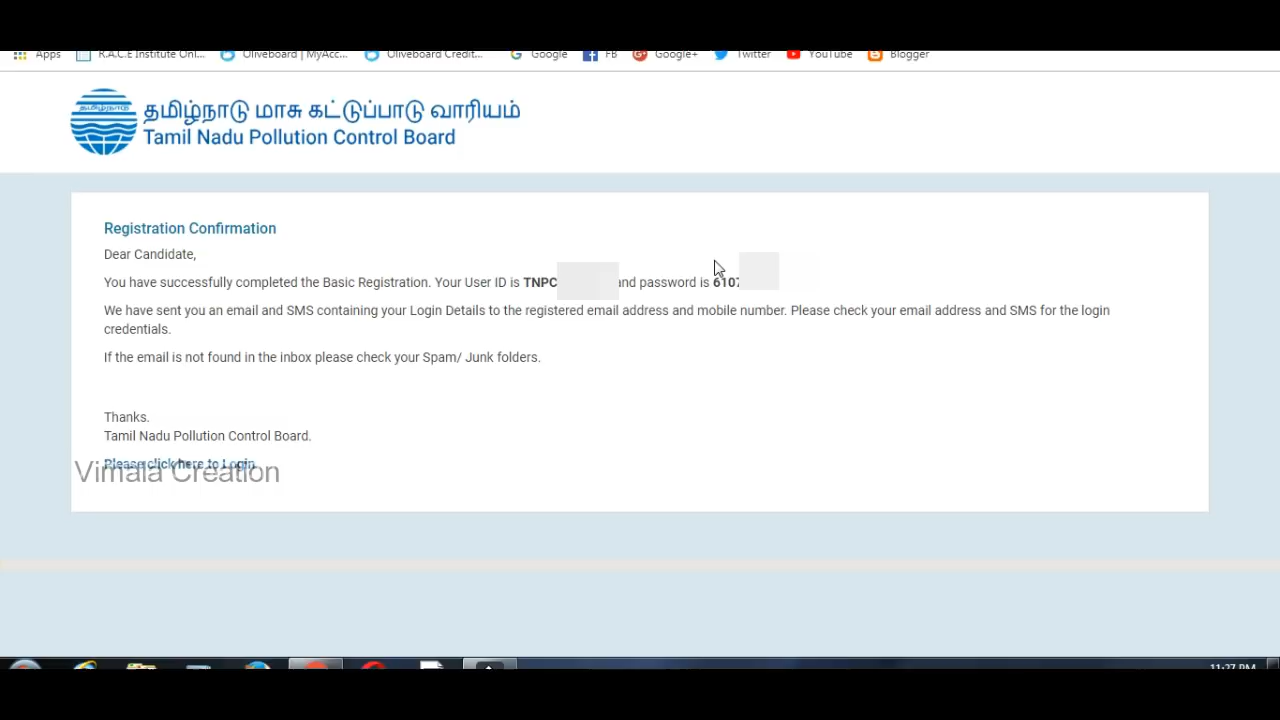 Apps R.A.C.E Institute Onl... Oliveboard | MyAcc... Oliveboard Credit... Google FB Google+ Twitter YouTube Blogger
தமிழ்நாடு
தமிழ்நாடு மாசு கட்டுப்பாடு வாரியம்
Tamil Nadu Pollution Control Board
Registration Confirmation
Dear Candidate,
You have successfully completed the Basic Registration. Your User ID is TNPC and password is 6107
We have sent you an email and SMS containing your Login Details to the registered email address and mobile number. Please check your email address and SMS for the login
credentials.
If the email is not found in the inbox please check your Spam/ Junk folders.
Thanks.
Tamil Nadu Pollution Control Board.
Please click here to Login
Vimala Creation
11:27 PM